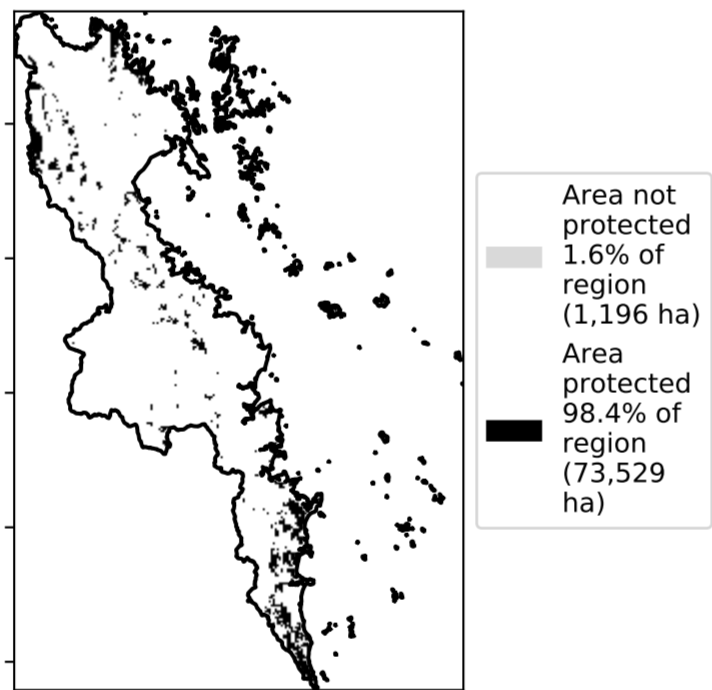 Area not
protected
1.6% of
region
(1,196 ha)
Area
protected
98.4% of
region
(73,529
ha)